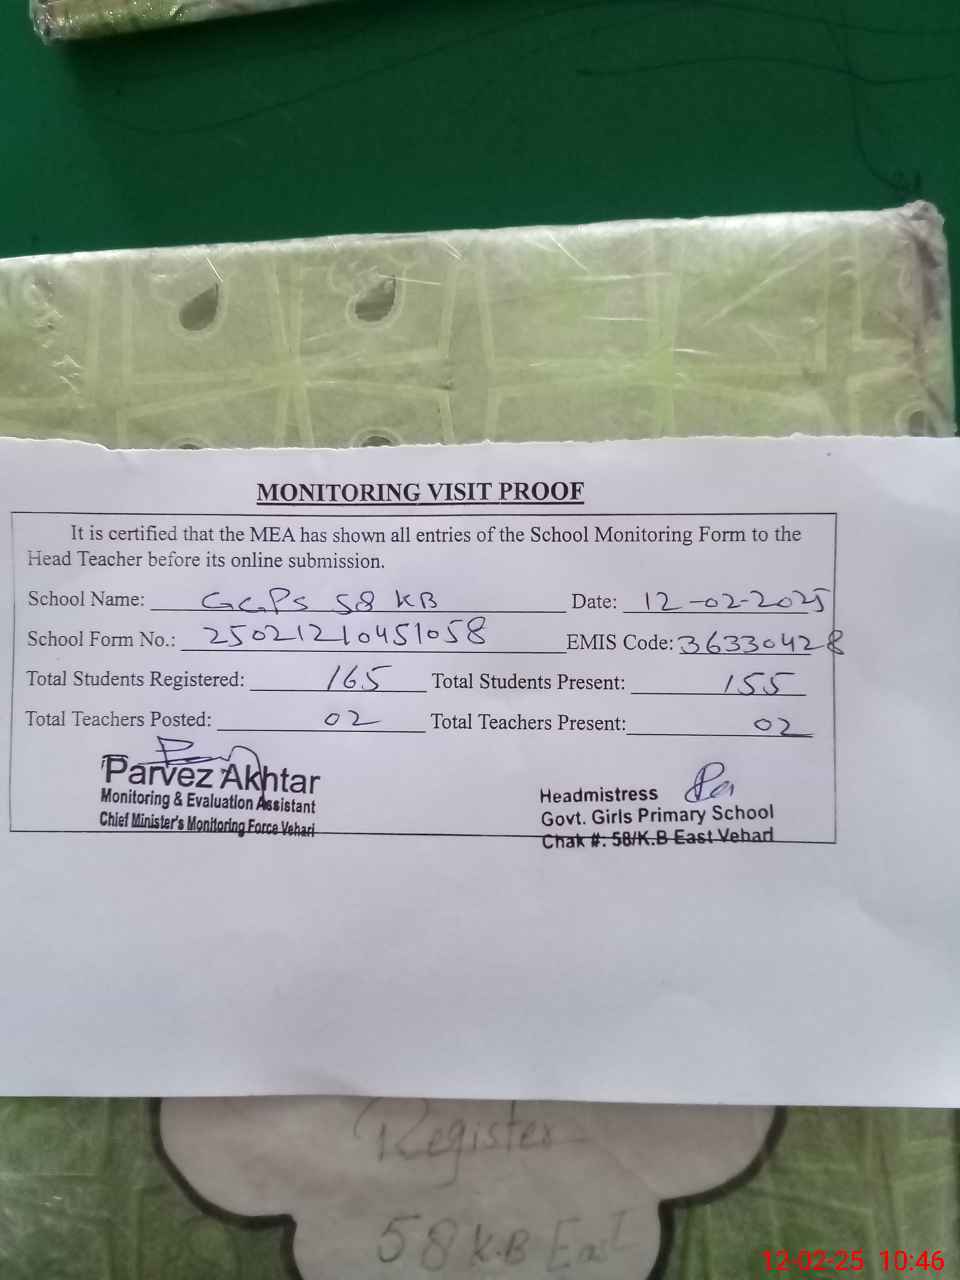 MONITORING VISIT PROOF
It is certified that the MEA has shown all entries of the School Monitoring Form to the
Head Teacher before its online submission.
School Name: GGPS 58 KB Date: 12-02-2025
School Form No.: 25021210451058 EMIS Code: 36330428
Total Students Registered: 165 Total Students Present: 155
Total Teachers Posted: 02 Total Teachers Present: 02
Parvez Akhtar
Monitoring & Evaluation Assistant
Chief Minister's Monitoring Force Vehari
Headmistress
Govt. Girls Primary School
Chak #. 58/K.B East Vehari
Register
58 K.B East
12-02-25 10:46